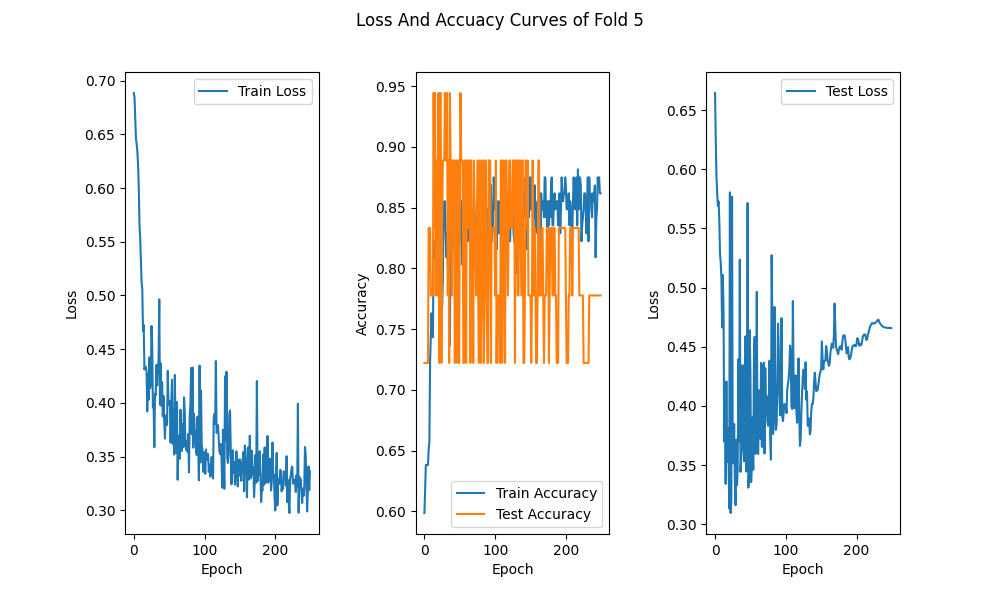 Loss And Accuacy Curves of Fold 5
Train Loss
0.70
0.65
0.60
0.55
0.50
0.45
0.40
0.35
0.30
Loss
0 100 200
Epoch
0.95
0.90
0.85
0.80
0.75
0.70
0.65
0.60
Accuracy
Train Accuracy
Test Accuracy
0 100 200
Epoch
Test Loss
0.65
0.60
0.55
0.50
0.45
0.40
0.35
0.30
Loss
0 100 200
Epoch